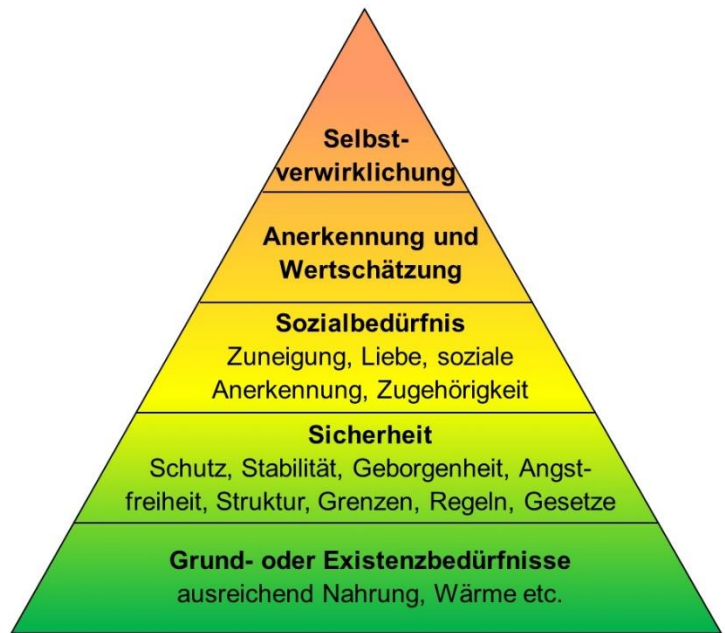 Selbst-
verwirklichung
Anerkennung und
Wertschätzung
Sozialbedürfnis
Zuneigung, Liebe, soziale
Anerkennung, Zugehörigkeit
Sicherheit
Schutz, Stabilität, Geborgenheit, Angst-
freiheit, Struktur, Grenzen, Regeln, Gesetze
Grund- oder Existenzbedürfnisse
ausreichend Nahrung, Wärme etc.